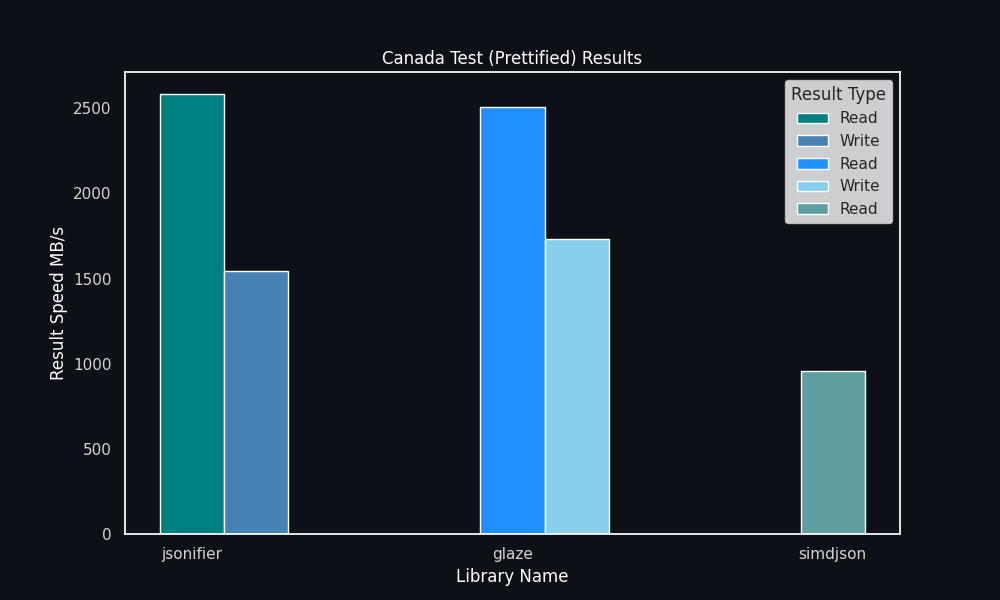 Canada Test (Prettified) Results
Result Type
Read
Write
Read
Write
Read
Result Speed MB/s
2500
2000
1500
1000
500
0
jsonifier
glaze
simdjson
Library Name